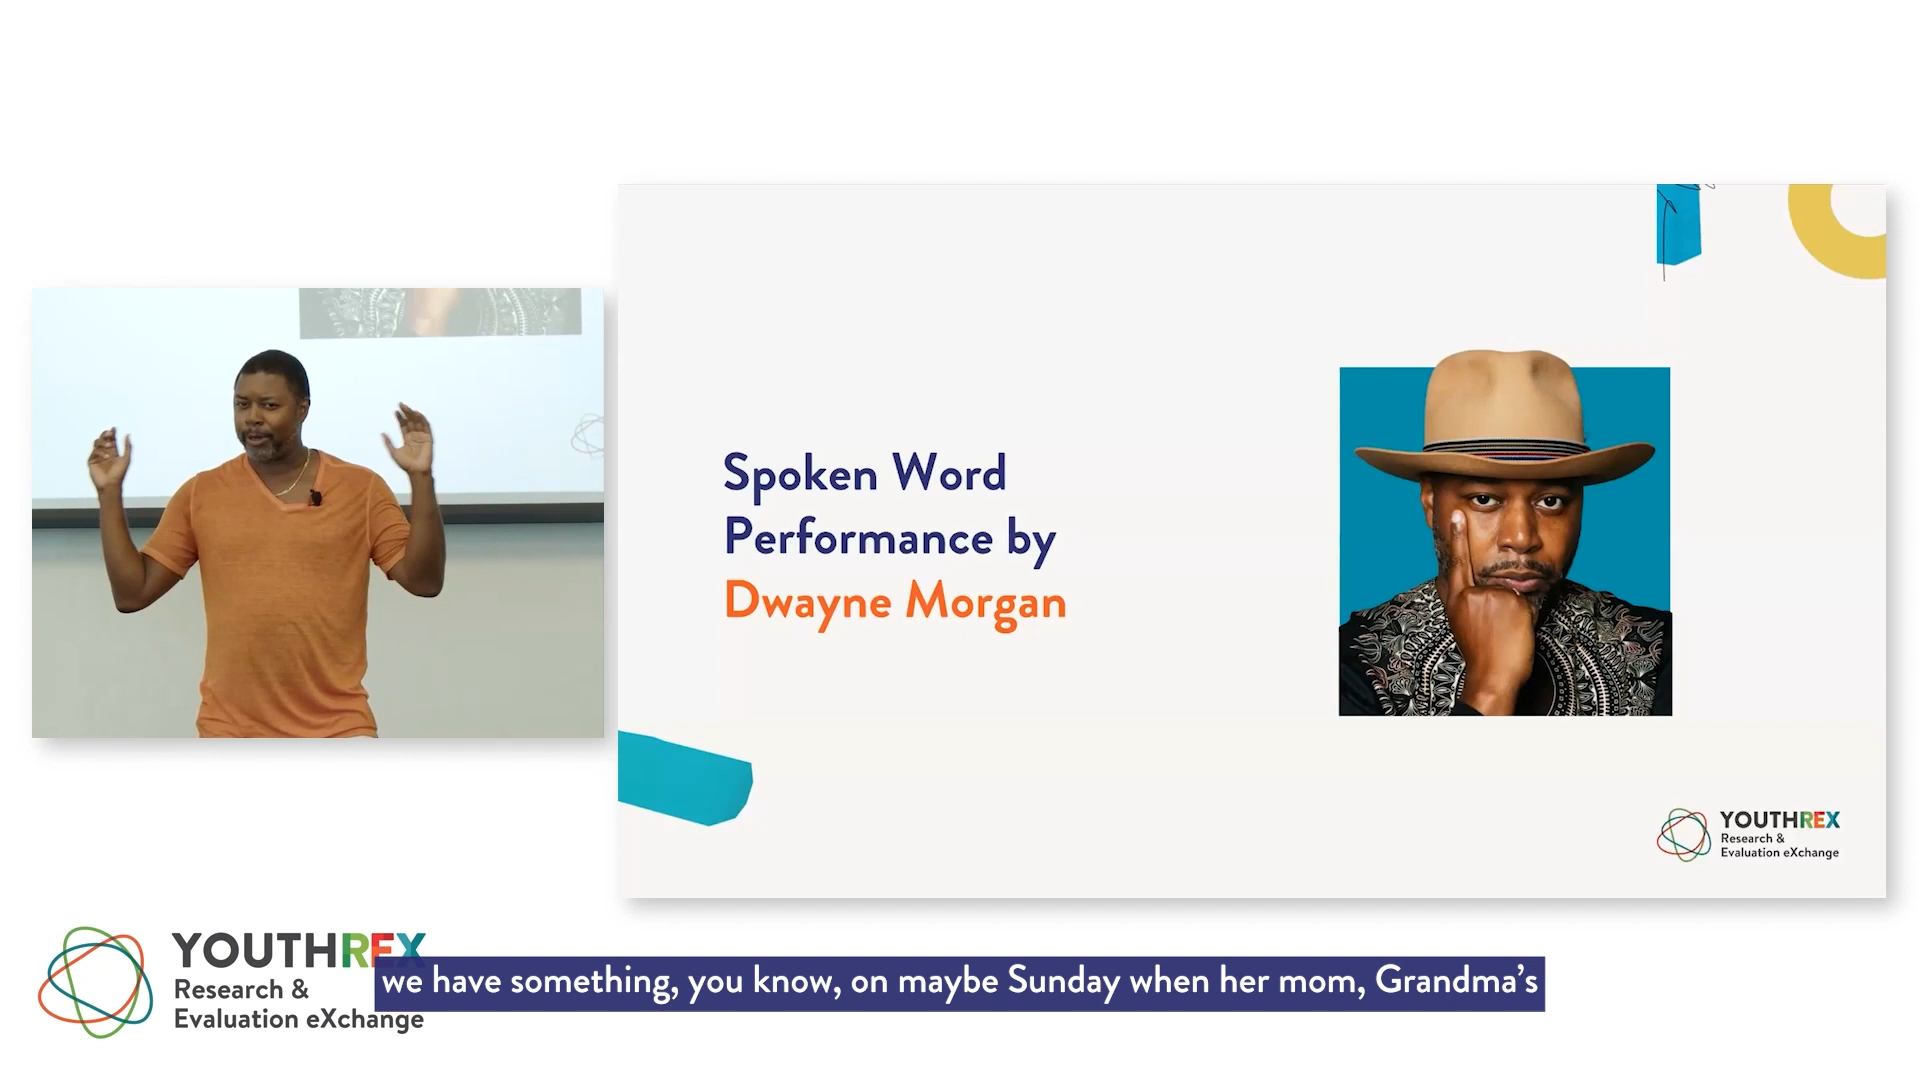 Spoken Word
Performance by
Dwayne Morgan
YOUTHREX
Research &
Evaluation eXchange
YOUTHREX
Research &
Evaluation eXchange
we have something, you know, on maybe Sunday when her mom, Grandma's